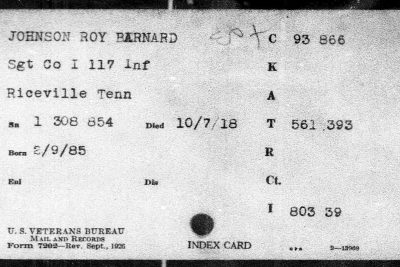 JOHNSON ROY BARNARD C 93 866
Sgt Co I 117 Inf K
Riceville Tenn A
Sn 1 308 854 Died 10/7/18 T 561 393
Born 2/9/85 R
Enl Dis Ct.
I 803 39
U. S. VETERANS BUREAU
MAIL AND RECORDS
Form 7202—Rev. Sept., 1926 INDEX CARD